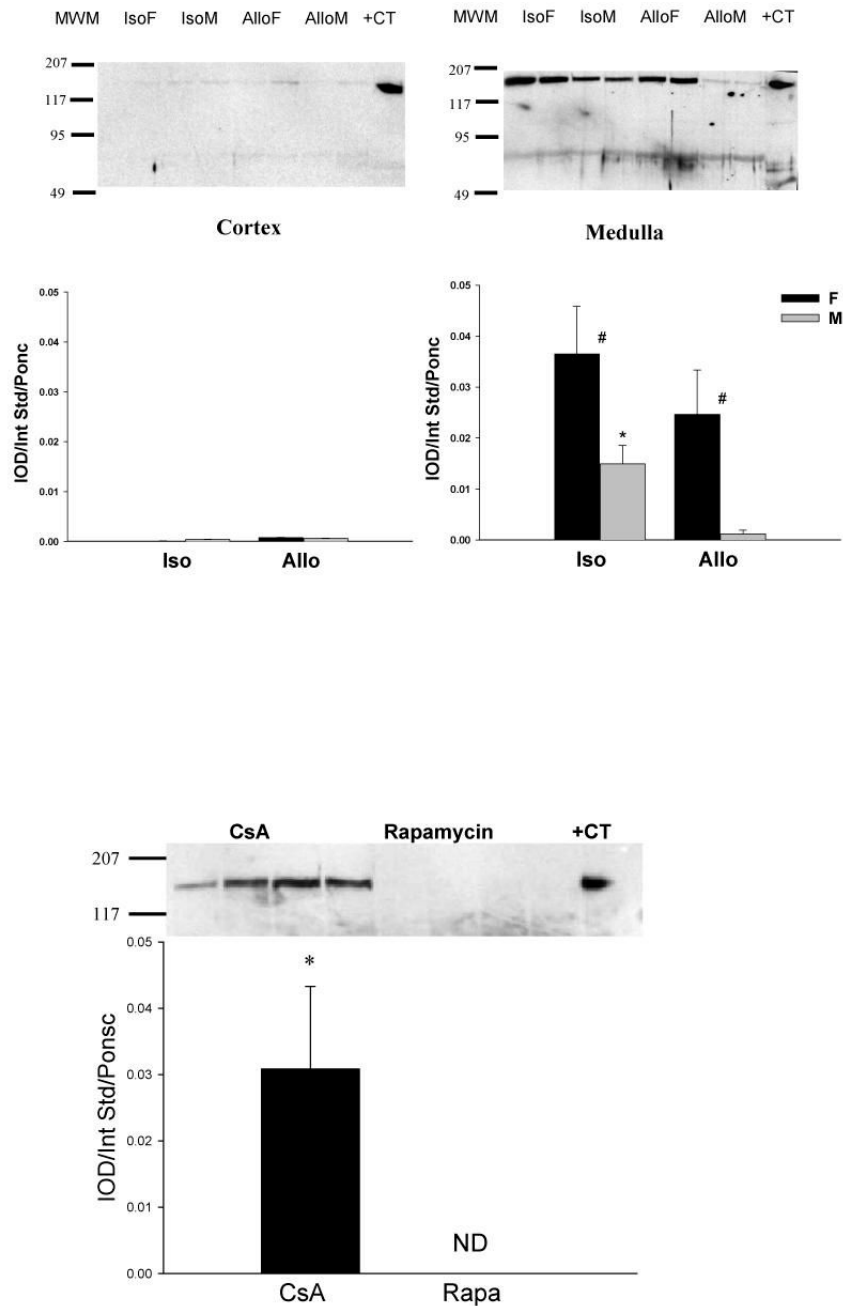 MWM IsoF IsoM AlloF AlloM +CT
207
117
95
49
Cortex
MWM IsoF IsoM AlloF AlloM +CT
207
117
95
49
Medulla
IOD/Int Std/Ponc
0.05
0.04
0.03
0.02
0.01
0.00
Iso Allo
IOD/Int Std/Ponc
0.05
0.04
0.03
0.02
0.01
0.00
#
*
#
F
M
Iso Allo
CsA Rapamycin +CT
207
117
IOD/Int Std/Ponsc
0.05
0.04
0.03
0.02
0.01
0.00
*
ND
CsA Rapa